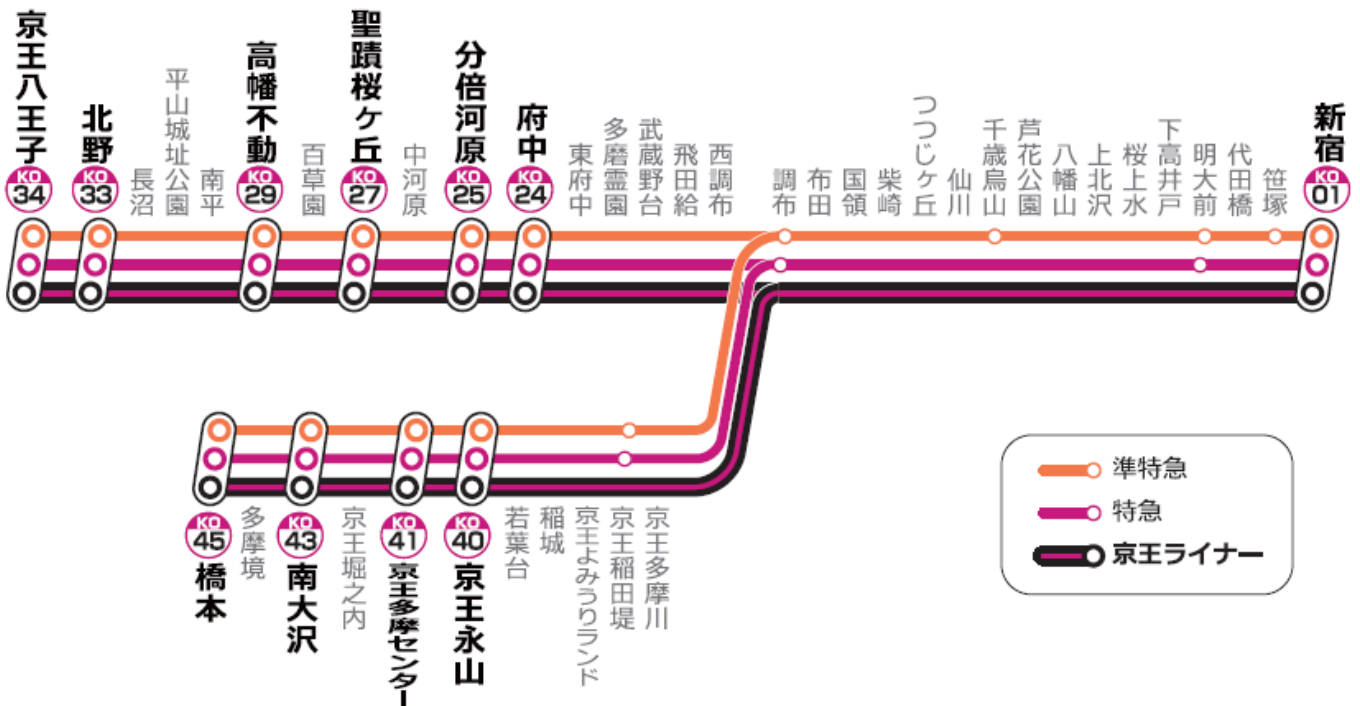 京王八王子
KO
34
北野
KO
33
長沼
平山城址公園
南平
高幡不動
KO
29
百草園
聖蹟桜ヶ丘
KO
27
中河原
分倍河原
KO
25
府中
KO
24
東府中
多磨霊園
武蔵野台
飛田給
西調布
調布
布田
国領
柴崎
つつじヶ丘
仙川
千歳烏山
芦花公園
八幡山
上北沢
桜上水
下高井戸
明大前
代田橋
笹塚
新宿
KO
01
KO
45
橋本
多摩境
KO
43
南大沢
京王堀之内
KO
41
京王多摩センター
KO
40
京王永山
若葉台
稲城
京王よみうりランド
京王稲田堤
京王多摩川
準特急
特急
京王ライナー